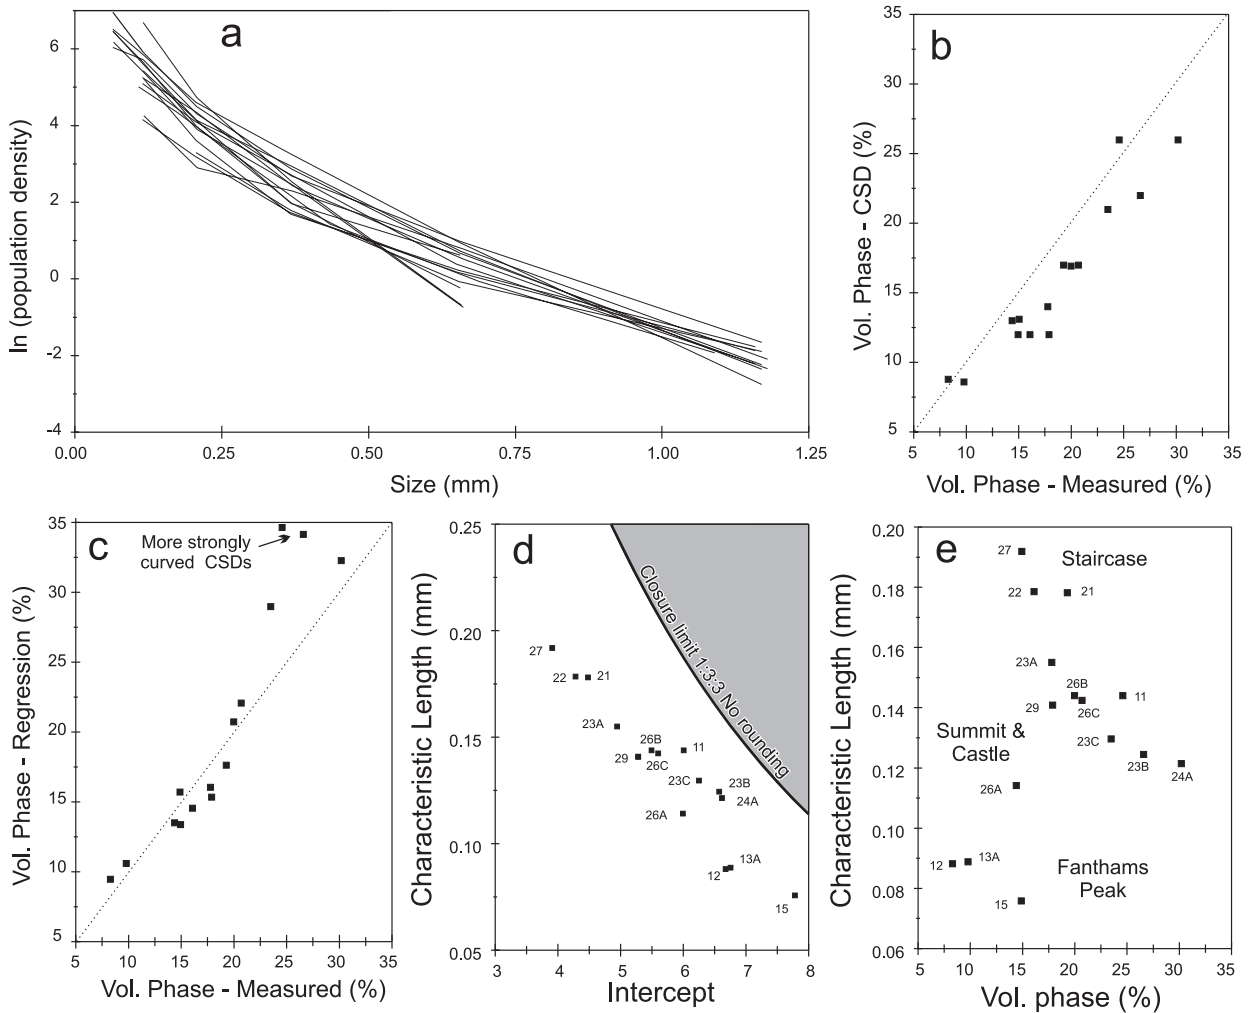 a
6
4
2
0
-2
-4
ln (population density)
0.00
0.25
0.50
0.75
1.00
1.25
Size (mm)
b
35
30
20
15
10
5
Vol. Phase - CSD (%)
5
10
15
20
25
30
35
Vol. Phase - Measured (%)
c
35
30
25
20
15
10
5
Vol. Phase - Regression (%)
More strongly
curved CSDs
5
10
15
20
25
30
35
Vol. Phase - Measured (%)
d
0.25
0.20
0.15
0.10
0.05
Characteristic Length (mm)
Closure limit 1:3:3 No rounding
27
22
21
23A
26B
11
29
26C
23C
23B
24A
26A
13A
12
15
3
4
5
6
7
8
Intercept
e
0.20
0.18
0.16
0.14
0.12
0.10
0.08
0.06
Characteristic Length (mm)
27
Staircase
22
21
23A
26B
11
29
26C
Summit &
Castle
23C
23B
24A
26A
12
13A
Fanthams
Peak
15
5
10
15
20
25
30
35
Vol. phase (%)